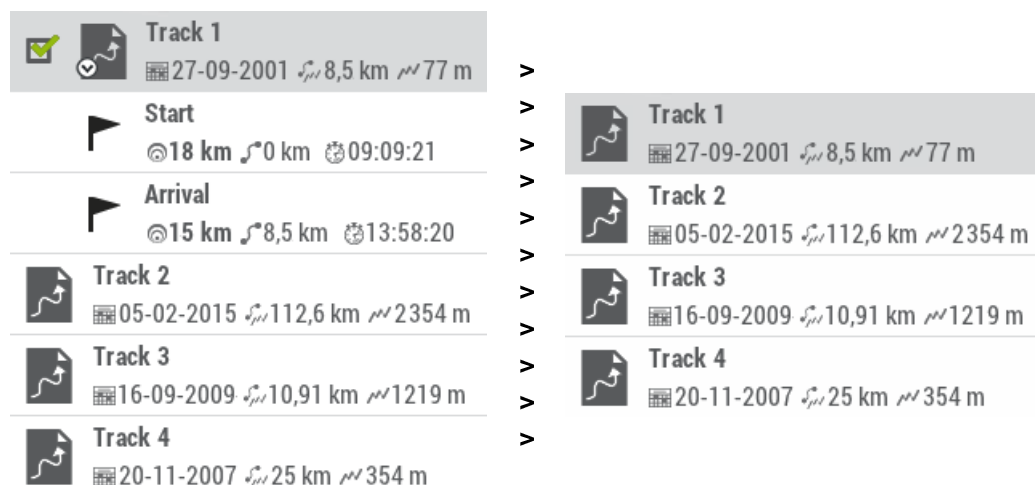 Track 1
27-09-2001 8,5 km 77 m
Start
18 km 0 km 09:09:21
Arrival
15 km 8,5 km 13:58:20
Track 2
05-02-2015 112,6 km 2354 m
Track 3
16-09-2009 10,91 km 1219 m
Track 4
20-11-2007 25 km 354 m
>
>
>
>
>
>
>
>
>
>
>
Track 1
27-09-2001 8,5 km 77 m
Track 2
05-02-2015 112,6 km 2354 m
Track 3
16-09-2009 10,91 km 1219 m
Track 4
20-11-2007 25 km 354 m